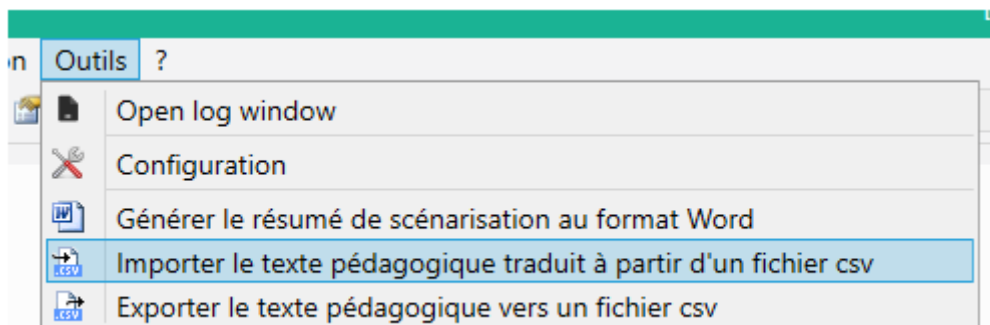 n Outils ?
Open log window
Configuration
Générer le résumé de scénarisation au format Word
Importer le texte pédagogique traduit à partir d'un fichier csv
Exporter le texte pédagogique vers un fichier csv